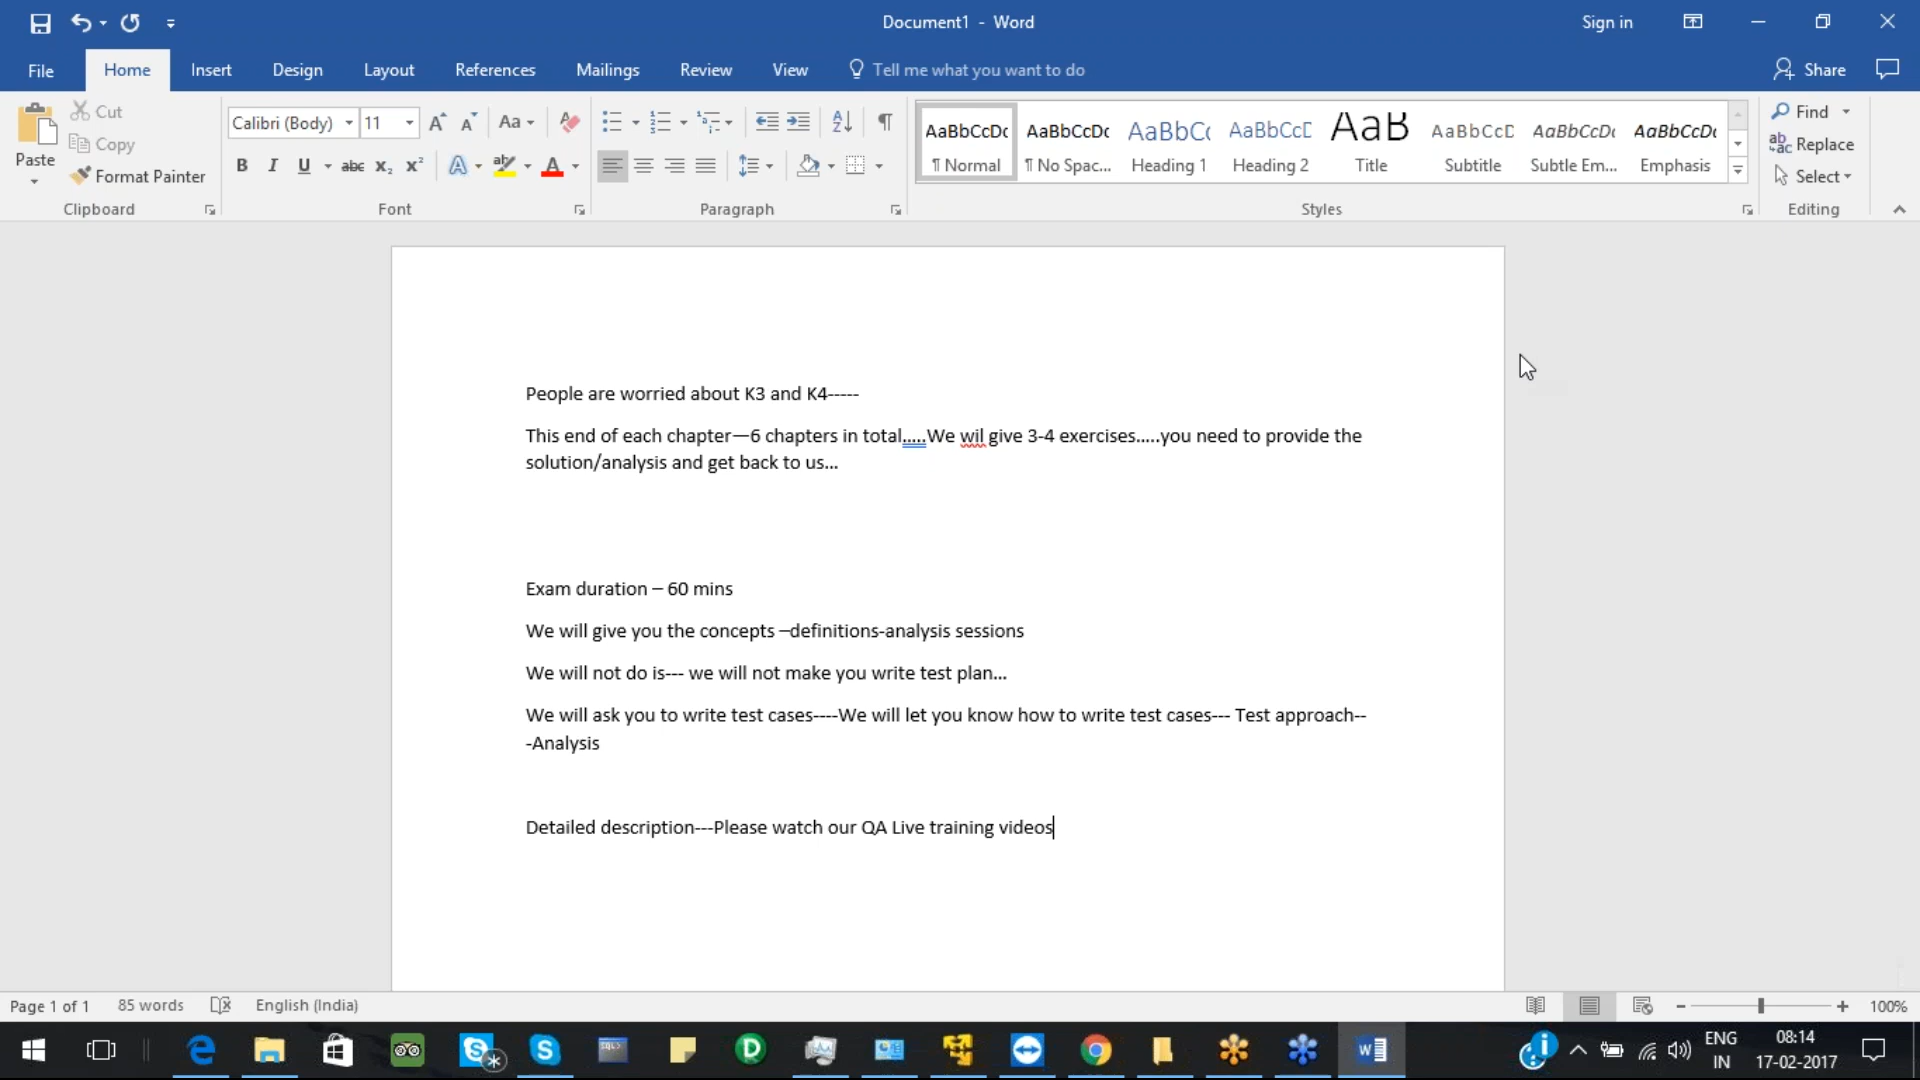 Document1 - Word
Sign in
File Home Insert Design Layout References Mailings Review View Tell me what you want to do Share
Paste
Cut
Copy
Format Painter
Clipboard
Calibri (Body) 11
Font
Paragraph
AaBbCcDc AaBbCcDc AaBbCc AaBbCcD AaB AaBbCcD AaBbCcDc AaBbCcDc
¶ Normal ¶ No Spac... Heading 1 Heading 2 Title Subtitle Subtle Em... Emphasis
Styles
Find
Replace
Select
Editing
People are worried about K3 and K4-----
This end of each chapter—6 chapters in total.....We wil give 3-4 exercises.....you need to provide the
solution/analysis and get back to us...
Exam duration – 60 mins
We will give you the concepts –definitions-analysis sessions
We will not do is--- we will not make you write test plan...
We will ask you to write test cases----We will let you know how to write test cases--- Test approach--
-Analysis
Detailed description---Please watch our QA Live training videos
Page 1 of 1 85 words English (India) 100%
ENG
IN
08:14
17-02-2017